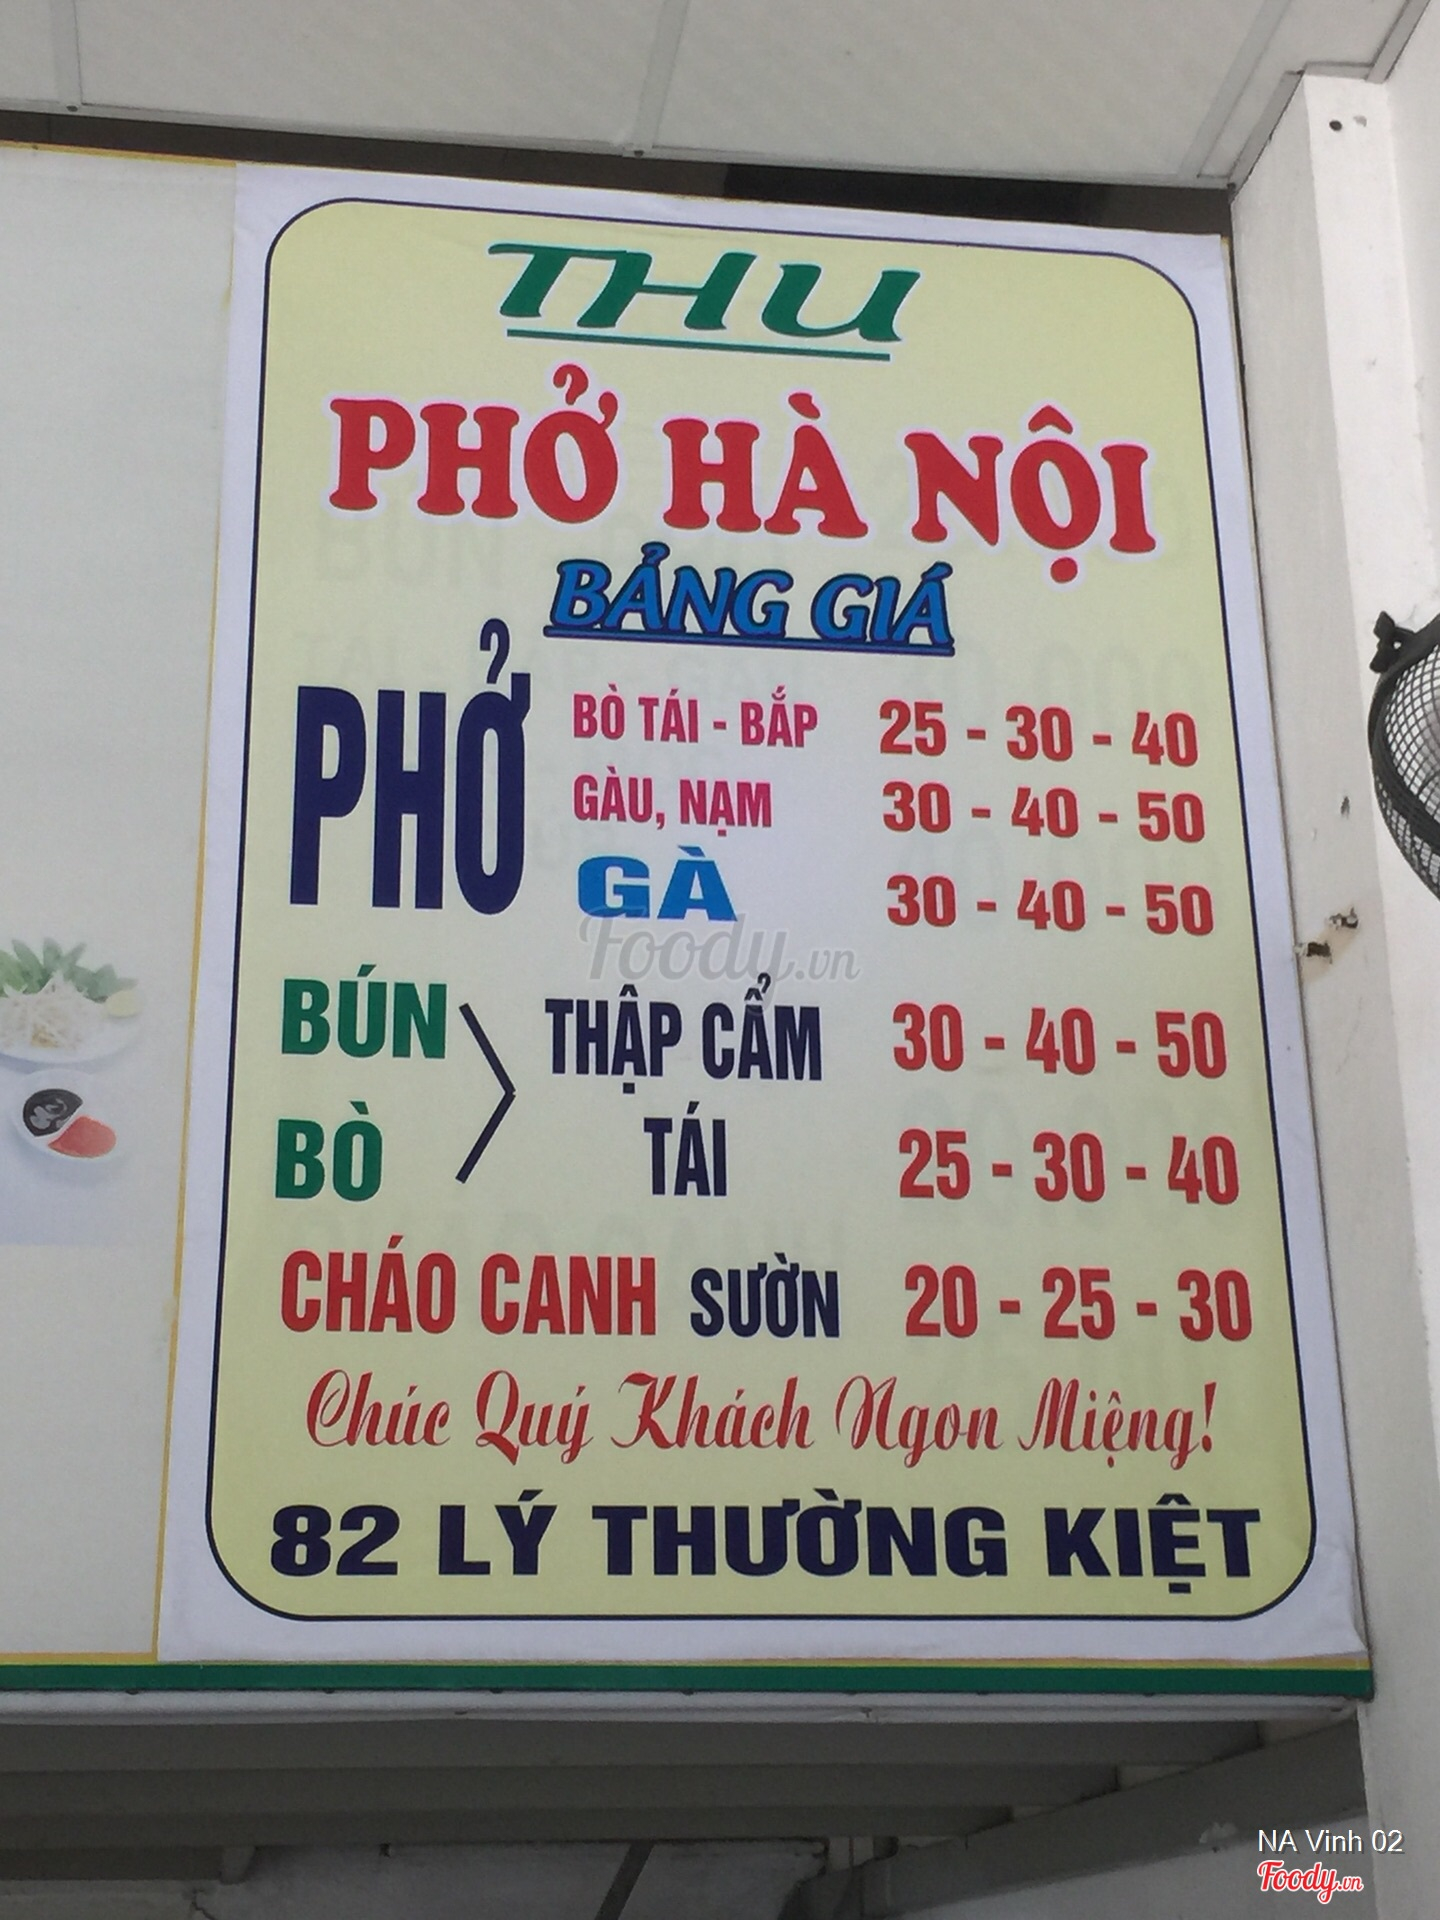 THU
PHỞ HÀ NỘI
BẢNG GIÁ
PHỞ
BÒ TÁI - BẮP 25 - 30 - 40
GÀU, NẠM 30 - 40 - 50
GÀ 30 - 40 - 50
BÚN BÒ
THẬP CẨM 30 - 40 - 50
TÁI 25 - 30 - 40
CHÁO CANH SƯỜN 20 - 25 - 30
Chúc Quý Khách Ngon Miệng!
82 LÝ THƯỜNG KIỆT
Foody.vn
NA Vinh 02
Foody.vn